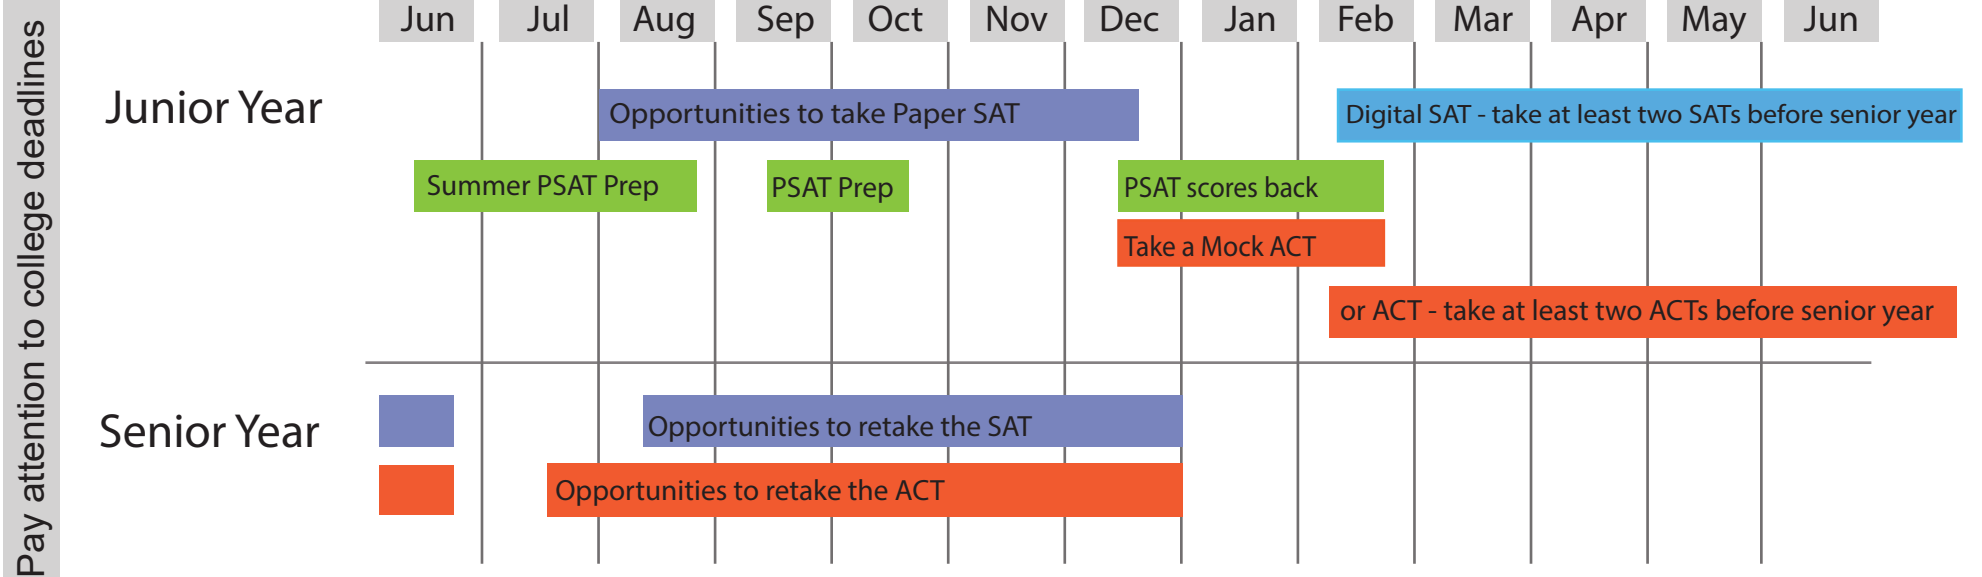 Pay attention to college deadlines
Jun Jul Aug Sep Oct Nov Dec Jan Feb Mar Apr May Jun
Junior Year
Opportunities to take Paper SAT
Digital SAT - take at least two SATs before senior year
Summer PSAT Prep
PSAT Prep
PSAT scores back
Take a Mock ACT
or ACT - take at least two ACTs before senior year
Senior Year
Opportunities to retake the SAT
Opportunities to retake the ACT